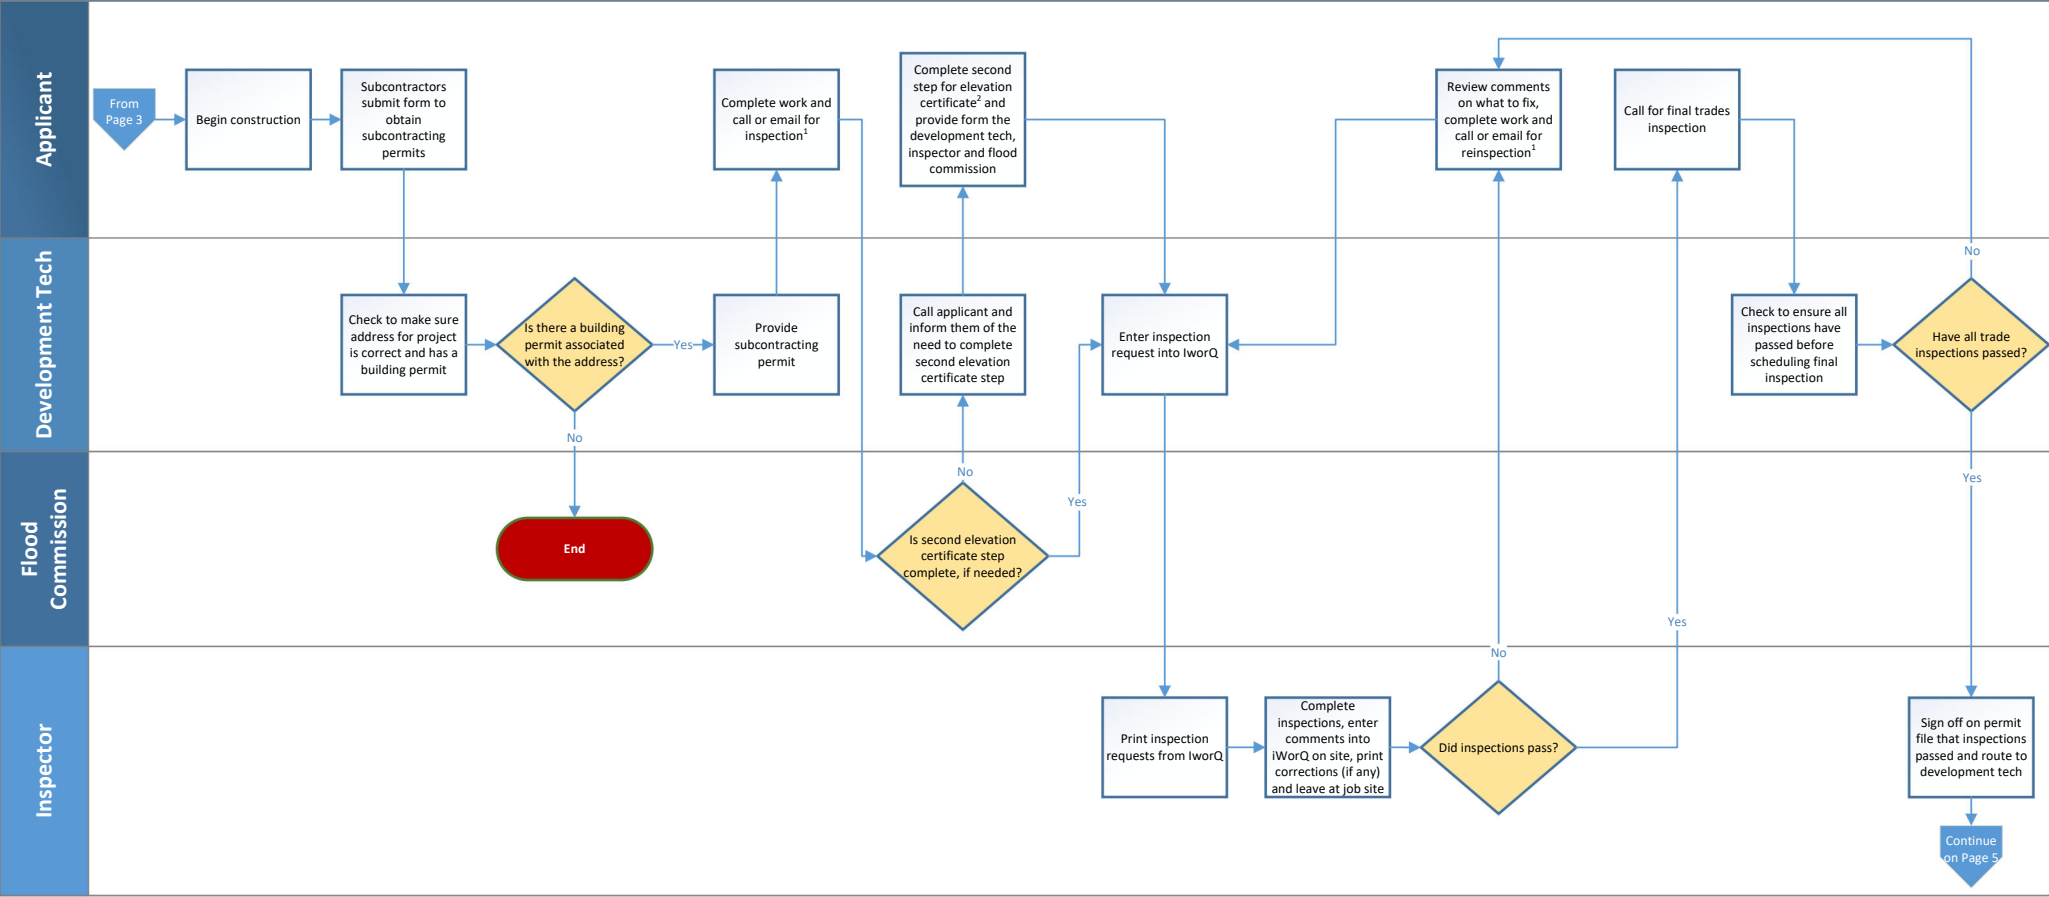 Applicant
From
Page 3
Begin construction
Subcontractors
submit form to
obtain
subcontracting
permits
Complete work and
call or email for
inspection1
Complete second
step for elevation
certificate2 and
provide form the
development tech,
inspector and flood
commission
Review comments
on what to fix,
complete work and
call or email for
reinspection1
Call for final trades
inspection
Development Tech
Check to make sure
address for project
is correct and has a
building permit
Is there a building
permit associated
with the address?
Yes
No
Provide
subcontracting
permit
Call applicant and
inform them of the
need to complete
second elevation
certificate step
Enter inspection
request into IworQ
Check to ensure all
inspections have
passed before
scheduling final
inspection
No
Have all trade
inspections passed?
Yes
Flood
Commission
End
No
Is second elevation
certificate step
complete, if needed?
Yes
Inspector
Print inspection
requests from IworQ
Complete
inspections, enter
comments into
iWorQ on site, print
corrections (if any)
and leave at job site
No
Did inspections pass?
Yes
Sign off on permit
file that inspections
passed and route to
development tech
Continue
on Page 5